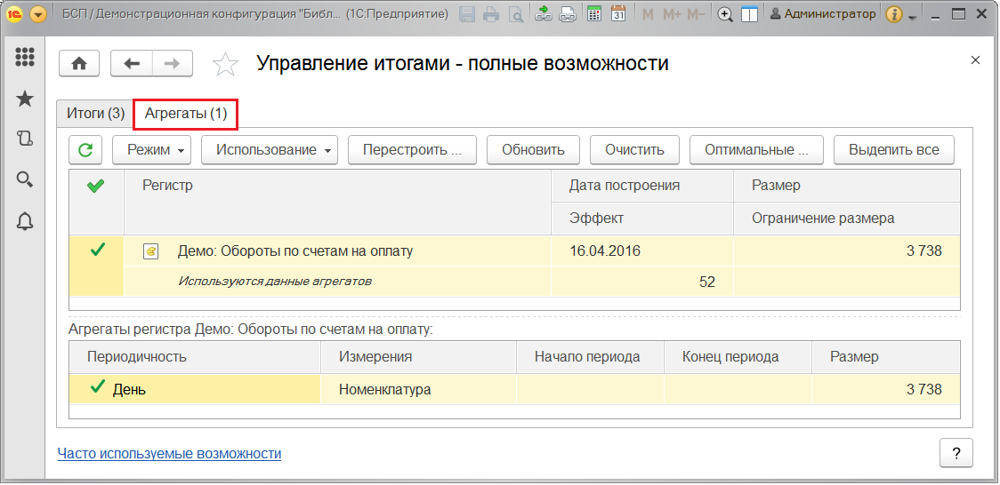 1С БСП / Демонстрационная конфигурация "Библ... (1С:Предприятие) 31 M M+ M− Администратор i
Управление итогами - полные возможности
Итоги (3) Агрегаты (1)
Режим Использование Перестроить ... Обновить Очистить Оптимальные ... Выделить все
Регистр Дата построения Размер
Эффект Ограничение размера
Демо: Обороты по счетам на оплату 16.04.2016 3 738
Используются данные агрегатов 52
Агрегаты регистра Демо: Обороты по счетам на оплату:
Периодичность Измерения Начало периода Конец периода Размер
День Номенклатура 3 738
Часто используемые возможности ?